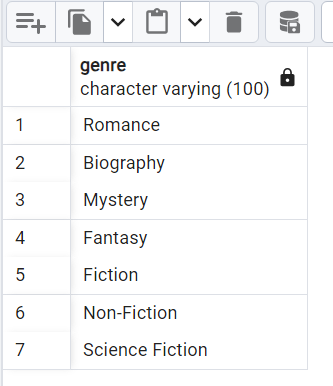 genre
character varying (100)
1 Romance
2 Biography
3 Mystery
4 Fantasy
5 Fiction
6 Non-Fiction
7 Science Fiction